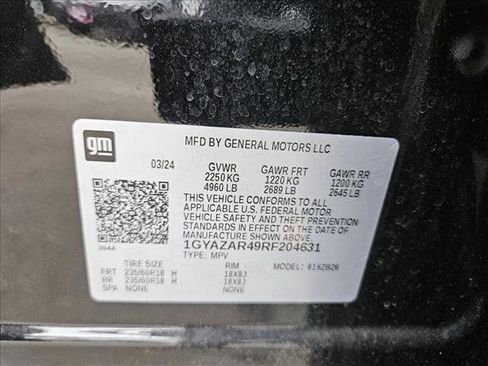 gm
MFD BY GENERAL MOTORS LLC
03/24 GVWR GAWR FRT GAWR RR
2250 KG 1220 KG 1200 KG
4960 LB 2689 LB 2645 LB
THIS VEHICLE CONFORMS TO ALL
APPLICABLE U.S. FEDERAL MOTOR
VEHICLE SAFETY AND THEFT PREVENTION
STANDARDS IN EFFECT ON THE DATE OF
MANUFACTURE SHOWN ABOVE.
1GYAZAR49RF204631
TYPE: MPV MODEL:
TIRE SIZE RIM
FRT 235/60R18 H 18X8J
RR 235/60R18 H 18X8J
SPA NONE NONE